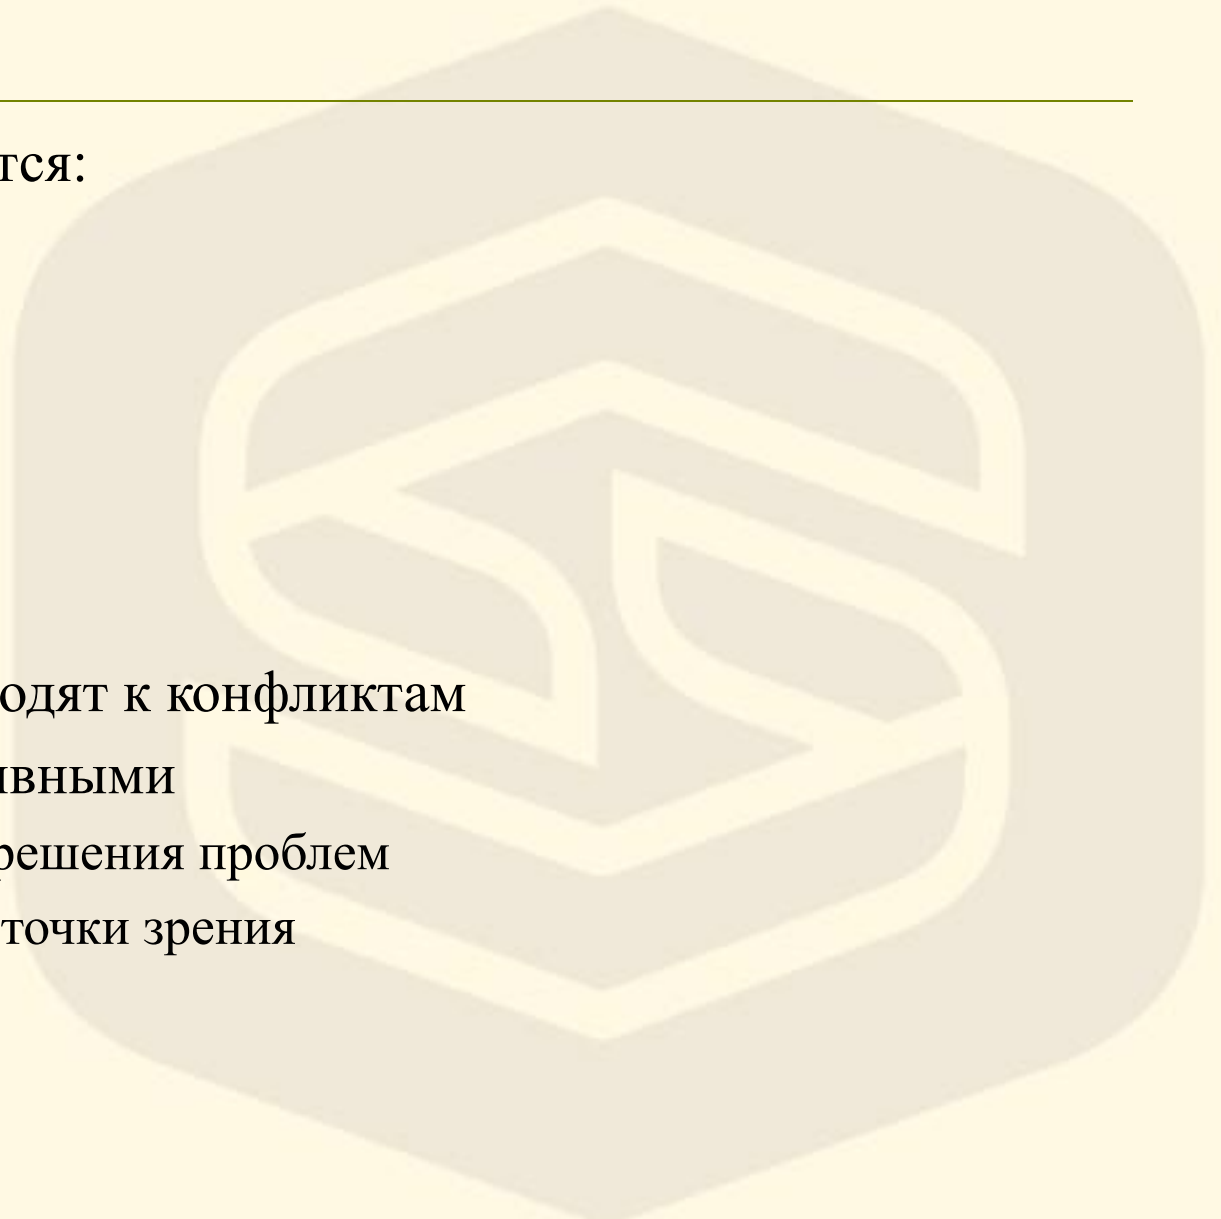 тся:
одят к конфликтам
ивными
решения проблем
точки зрения